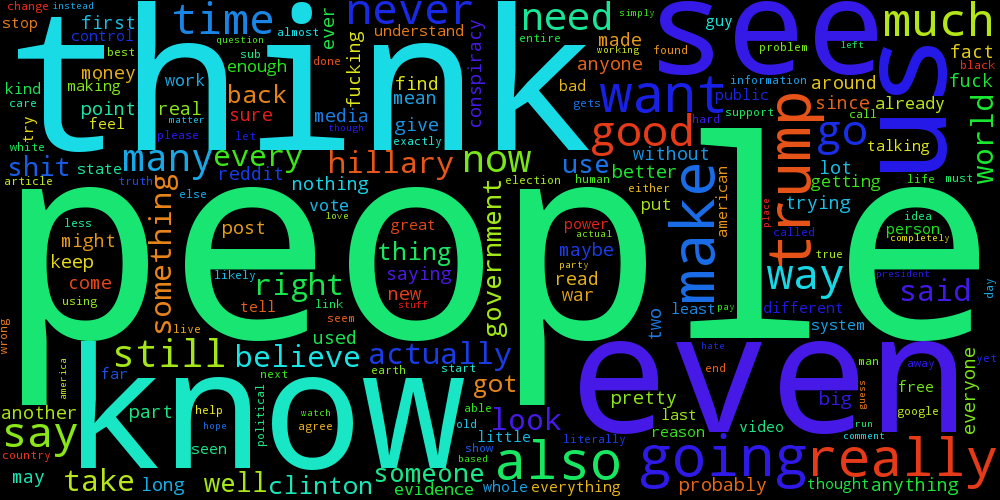 change instead
stop first
control
time
ever
never
understand
need
simply
entire
see
guy
much
think
question almost
best sub
enough
done
fucking
conspiracy
made
working
anyone
found
problem
left
us
fact
black
fuck
money
making
kind
care
work
back
sure
find
mean
bad
gets
want
information
public
around
since
already
call
world
try
point
feel
real
matter
please
let
media
though
give
exactly
good
hard
support
trump
go
talking
white
shit
state
many
every
hillary
now
use
without
better
lot
getting
life must
article
truth
else
reddit
nothing
election
human
either
put
american
trying
something
vote
love
government
make
place
people
less
might
keep
come
using
post
likely
right
tell
link
seem
great
thing
saying
new
stuff
power
actual
maybe
party
read
war
called
true
way
idea
person
completely
president
said
day
least pay
different
system
two
wrong
live
used
still
believe
actually
even
hate
man away yet
america
far
next
earth start
got
end
guess
free
google
everyone
know
another
part
help
hope
political
watch
agree
able
old
look
pretty
last
reason
big
video
run
comment
say
country
seen
little
show
based
literally
also
going
really
may
take long
well
clinton
someone
evidence
whole everything
probably
thought anything